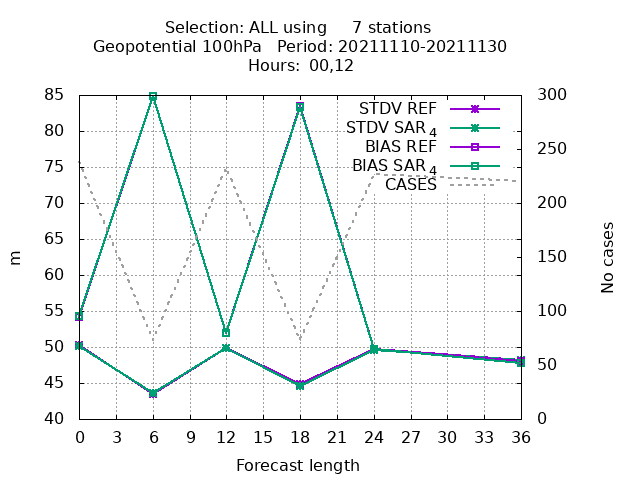 Selection: ALL using     7 stations
Geopotential 100hPa   Period: 20211110-20211130
Hours:  00,12
STDV REF
STDV SAR 4
BIAS REF
BIAS SAR 4
CASES
85
80
75
70
65
60
55
50
45
40
m
300
250
200
150
100
50
0
No cases
0 3 6 9 12 15 18 21 24 27 30 33 36
Forecast length